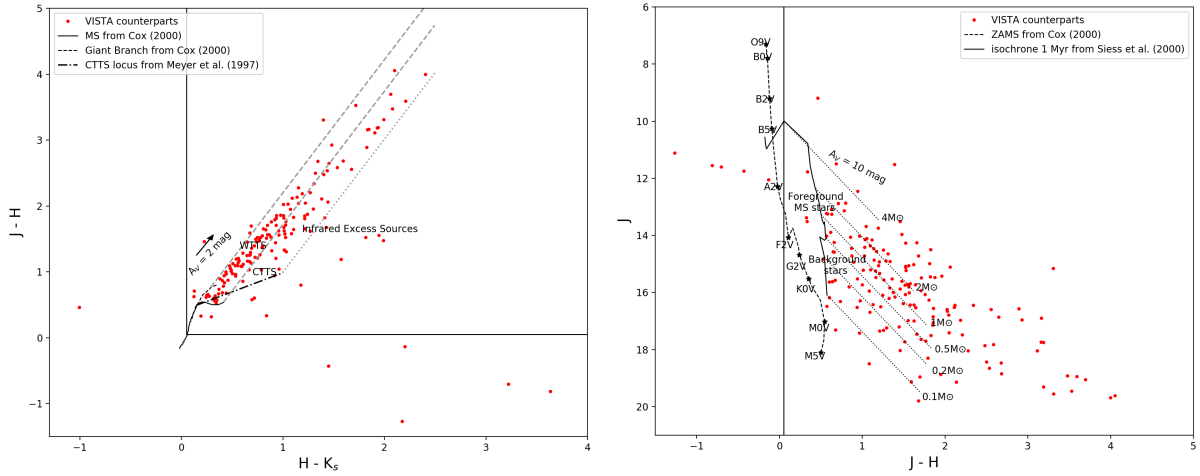 VISTA counterparts
MS from Cox (2000)
Giant Branch from Cox (2000)
CTTS locus from Meyer et al. (1997)
A_V = 2 mag
WTTS
CTTS
Infrared Excess Sources
5
4
3
2
1
0
−1
−1
0
1
2
3
4
J - H
H - K_s
VISTA counterparts
ZAMS from Cox (2000)
isochrone 1 Myr from Siess et al. (2000)
O9V
B0V
B2V
B5V
A2V
F2V
G2V
K0V
M0V
M5V
A_V = 10 mag
Foreground
MS stars
Background
stars
4M⊙
2M⊙
1M⊙
0.5M⊙
0.2M⊙
0.1M⊙
6
8
10
12
14
16
18
20
−1
0
1
2
3
4
5
J
J - H